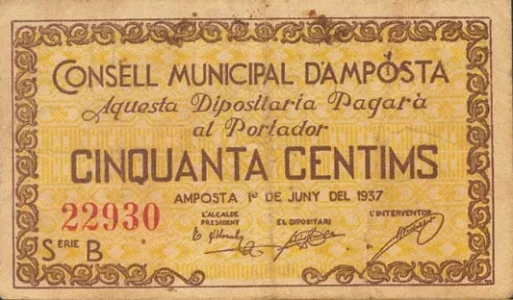 CONSELL MUNICIPAL D'AMPOSTA
Aquesta Dipositaria Pagarà
al Portador
CINQUANTA CENTIMS
AMPOSTA 1R DE JUNY DEL 1937
22930
L'ALCALDE
PRESIDENT
EL DIPOSITARI
L'INTERVENTOR
SERIE B